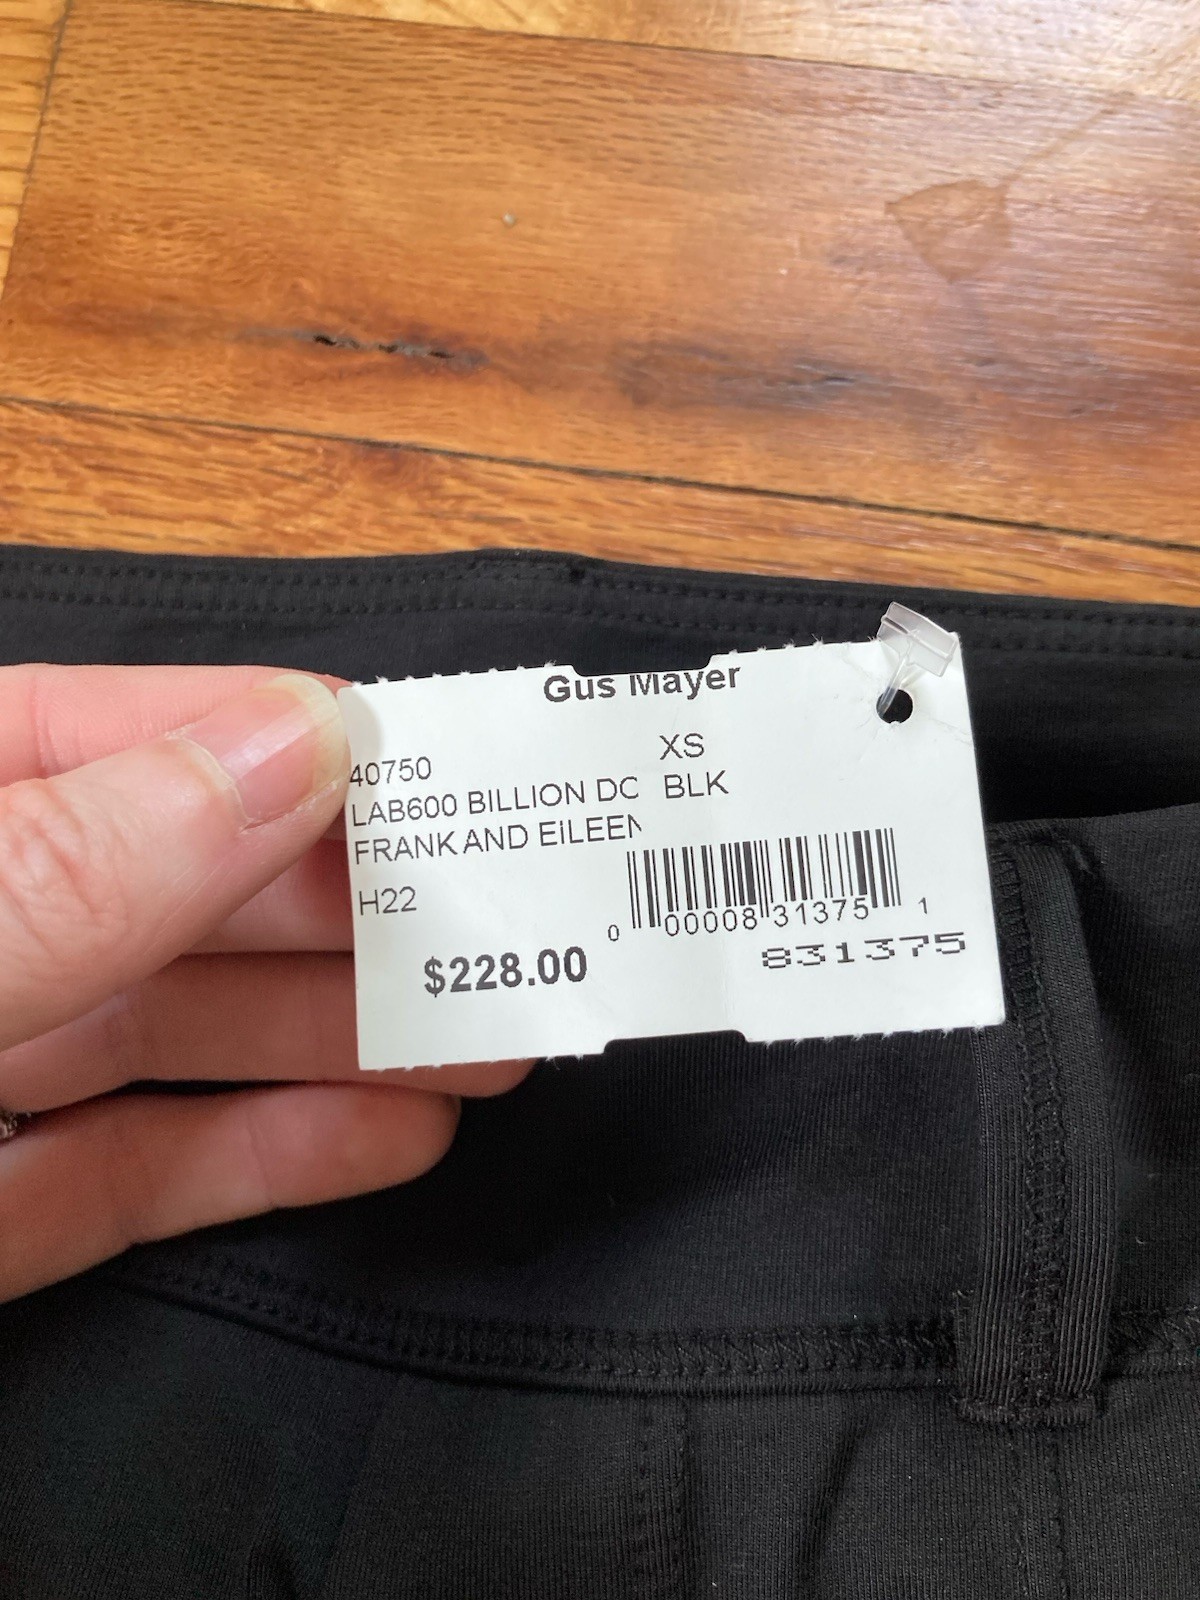 Gus Mayer
40750 XS
LAB600 BILLION DC BLK
FRANK AND EILEEN
H22
0 00008 31375 1
$228.00 831375